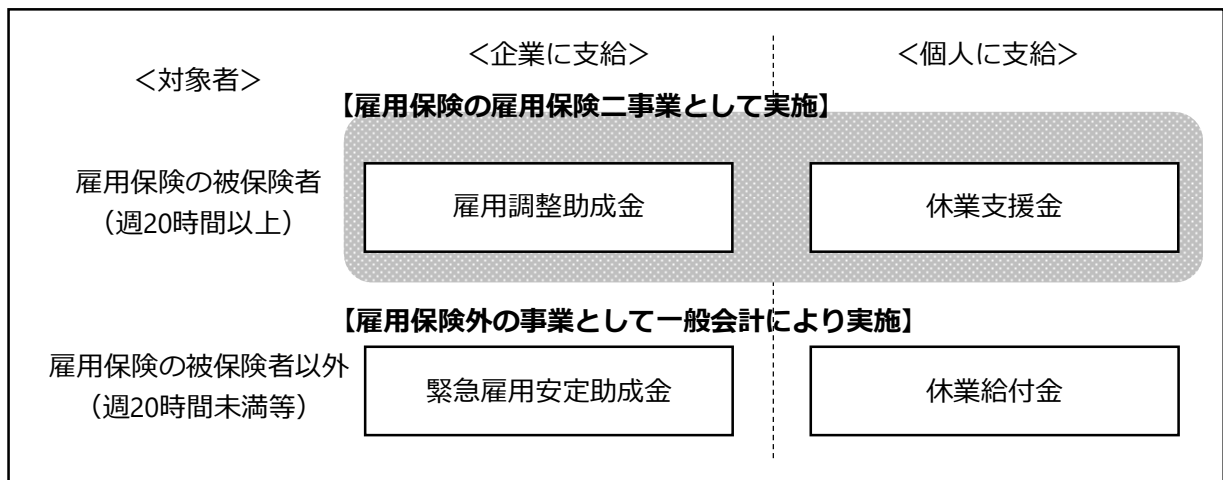 ＜対象者＞
＜企業に支給＞
＜個人に支給＞
【雇用保険の雇用保険二事業として実施】
雇用保険の被保険者
（週20時間以上）
雇用調整助成金
休業支援金
【雇用保険外の事業として一般会計により実施】
雇用保険の被保険者以外
（週20時間未満等）
緊急雇用安定助成金
休業給付金